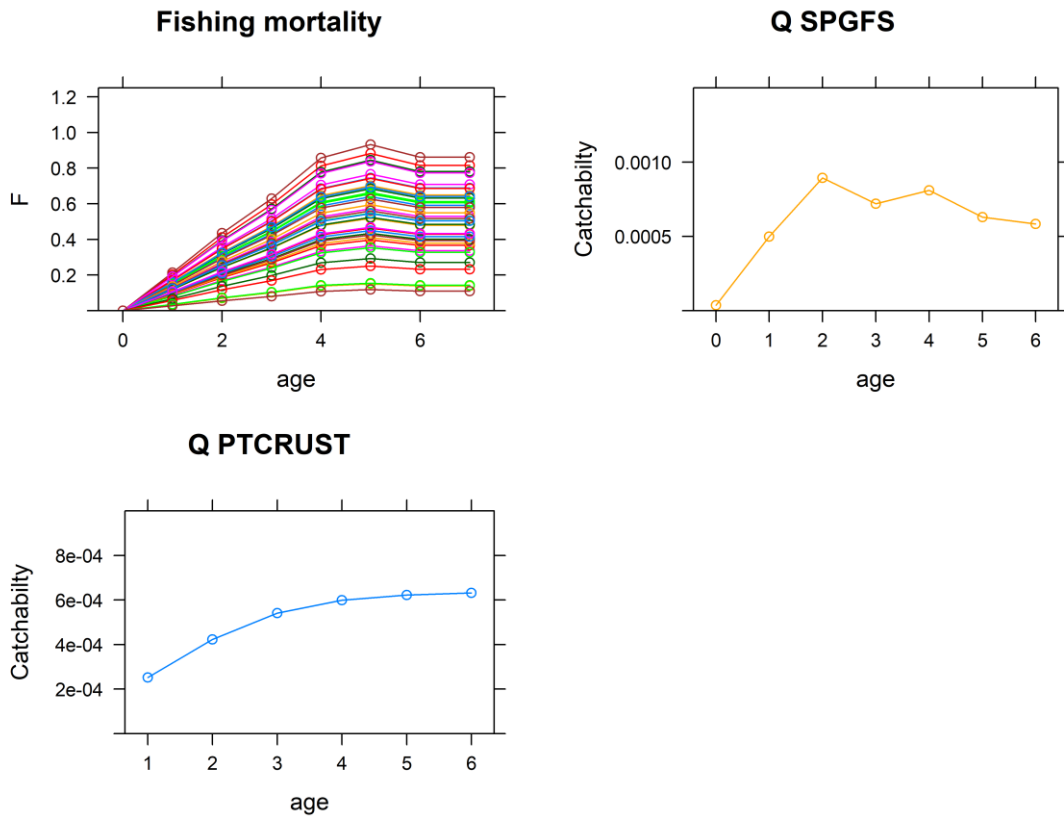 Fishing mortality
F
1.2
1.0
0.8
0.6
0.4
0.2
0 2 4 6
age
Q SPGFS
Catchabilty
0.0010
0.0005
0 1 2 3 4 5 6
age
Q PTCRUST
Catchabilty
8e-04
6e-04
4e-04
2e-04
1 2 3 4 5 6
age